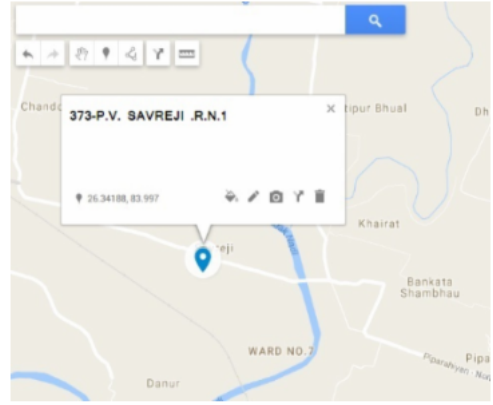 Chando
373-P.V. SAVREJI .R.N.1
×
tipur Bhual
Dh
26.34188, 83.997
Khairat
eji
Bankata
Shambhau
WARD NO.7
Pipa
Danur